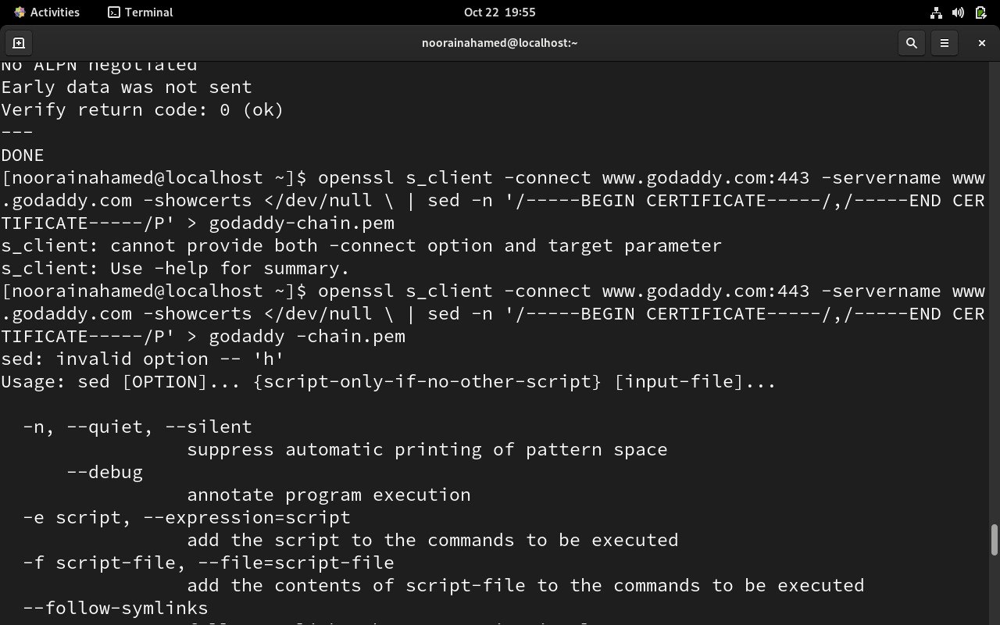 Activities Terminal Oct 22 19:55
noorainahamed@localhost:~
No ALPN negotiated
Early data was not sent
Verify return code: 0 (ok)
---
DONE
[noorainahamed@localhost ~]$ openssl s_client -connect www.godaddy.com:443 -servername www
.godaddy.com -showcerts </dev/null \ | sed -n '/-----BEGIN CERTIFICATE-----/,/-----END CER
TIFICATE-----/P' > godaddy-chain.pem
s_client: cannot provide both -connect option and target parameter
s_client: Use -help for summary.
[noorainahamed@localhost ~]$ openssl s_client -connect www.godaddy.com:443 -servername www
.godaddy.com -showcerts </dev/null \ | sed -n '/-----BEGIN CERTIFICATE-----/,/-----END CER
TIFICATE-----/P' > godaddy -chain.pem
sed: invalid option -- 'h'
Usage: sed [OPTION]... {script-only-if-no-other-script} [input-file]...
-n, --quiet, --silent
suppress automatic printing of pattern space
--debug
annotate program execution
-e script, --expression=script
add the script to the commands to be executed
-f script-file, --file=script-file
add the contents of script-file to the commands to be executed
--follow-symlinks